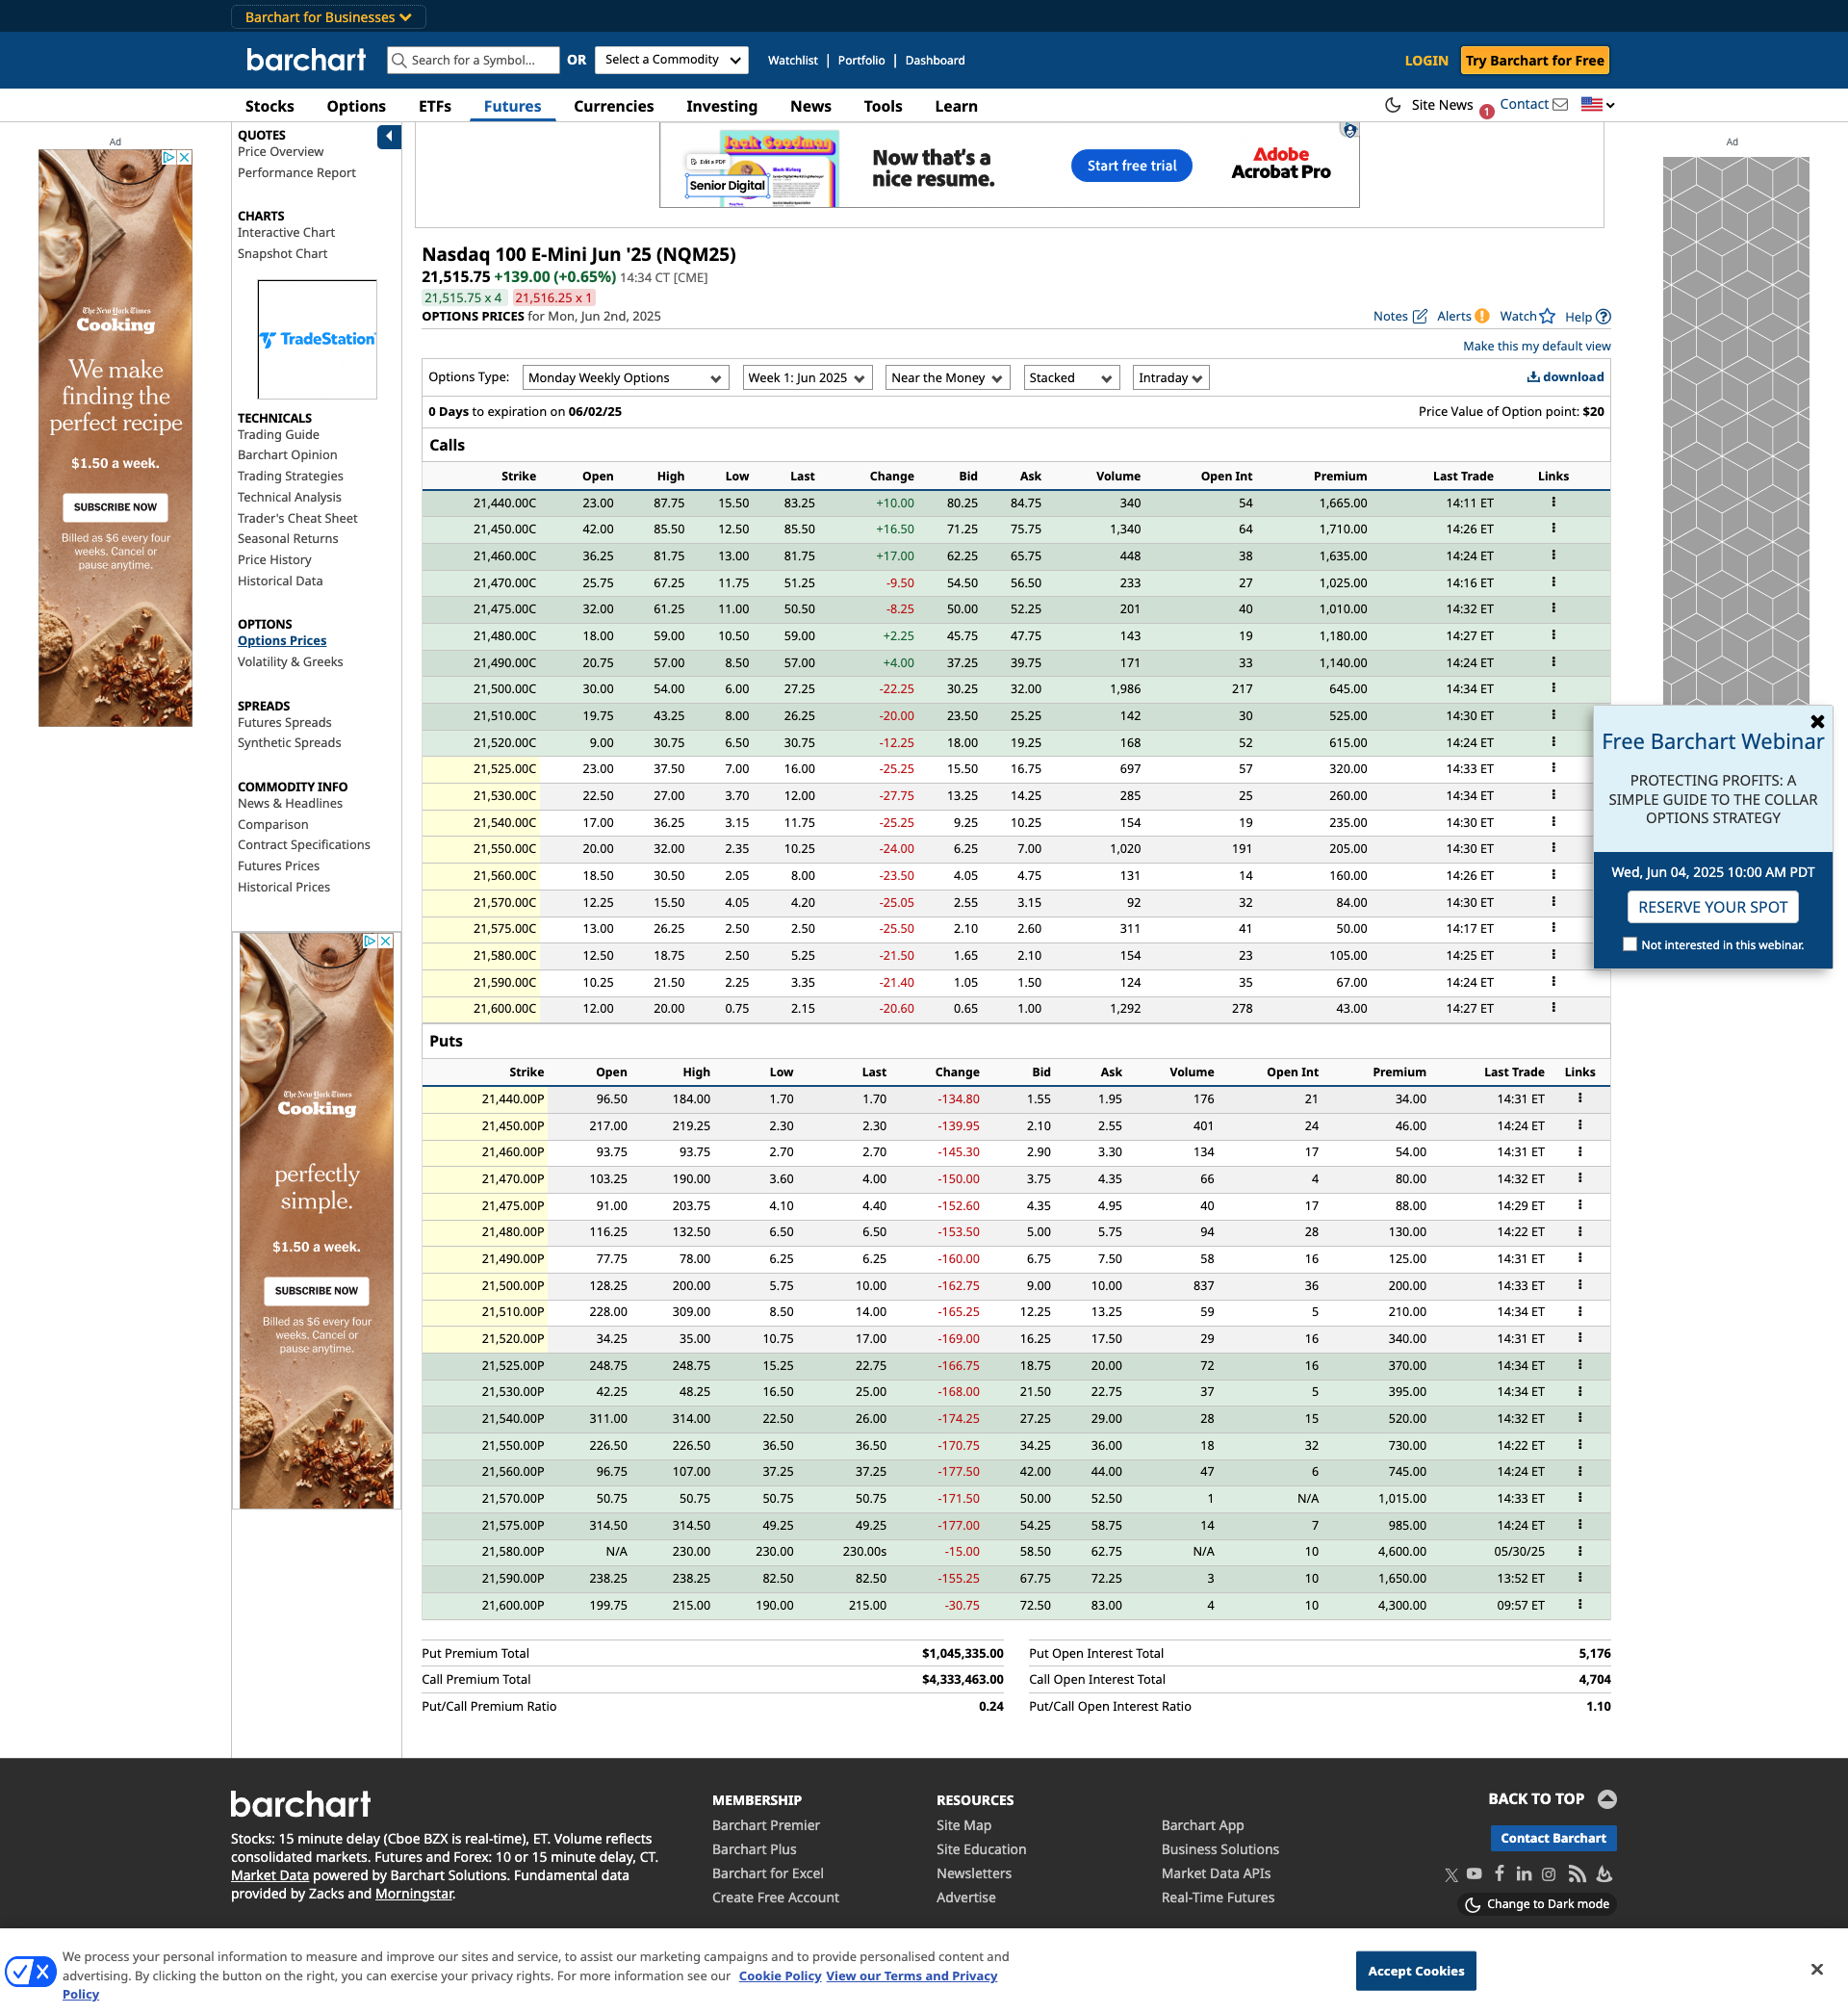 Barchart for Businesses
barchart Search for a Symbol... OR Select a Commodity Watchlist | Portfolio | Dashboard LOGIN Try Barchart for Free
Stocks Options ETFs Futures Currencies Investing News Tools Learn Site News 1 Contact
Ad
The New York Times
Cooking
We make
finding the
perfect recipe
$1.50 a week.
SUBSCRIBE NOW
Billed as $6 every four
weeks. Cancel or
pause anytime.
QUOTES
Price Overview
Performance Report
CHARTS
Interactive Chart
Snapshot Chart
TradeStation
TECHNICALS
Trading Guide
Barchart Opinion
Trading Strategies
Technical Analysis
Trader's Cheat Sheet
Seasonal Returns
Price History
Historical Data
OPTIONS
Options Prices
Volatility & Greeks
SPREADS
Futures Spreads
Synthetic Spreads
COMMODITY INFO
News & Headlines
Comparison
Contract Specifications
Futures Prices
Historical Prices
The New York Times
Cooking
perfectly
simple.
$1.50 a week.
SUBSCRIBE NOW
Billed as $6 every four
weeks. Cancel or
pause anytime.
Jack Goodman
Edit a PDF
Senior Digital
Now that's a
nice resume.
Start free trial
Adobe
Acrobat Pro
Nasdaq 100 E-Mini Jun '25 (NQM25)
21,515.75 +139.00 (+0.65%) 14:34 CT [CME]
21,515.75 x 4 21,516.25 x 1
OPTIONS PRICES for Mon, Jun 2nd, 2025 Notes Alerts Watch Help
Make this my default view
Options Type: Monday Weekly Options Week 1: Jun 2025 Near the Money Stacked Intraday download
0 Days to expiration on 06/02/25 Price Value of Option point: $20
Calls
Strike Open High Low Last Change Bid Ask Volume Open Int Premium Last Trade Links
21,440.00C 23.00 87.75 15.50 83.25 +10.00 80.25 84.75 340 54 1,665.00 14:11 ET
21,450.00C 42.00 85.50 12.50 85.50 +16.50 71.25 75.75 1,340 64 1,710.00 14:26 ET
21,460.00C 36.25 81.75 13.00 81.75 +17.00 62.25 65.75 448 38 1,635.00 14:24 ET
21,470.00C 25.75 67.25 11.75 51.25 -9.50 54.50 56.50 233 27 1,025.00 14:16 ET
21,475.00C 32.00 61.25 11.00 50.50 -8.25 50.00 52.25 201 40 1,010.00 14:32 ET
21,480.00C 18.00 59.00 10.50 59.00 +2.25 45.75 47.75 143 19 1,180.00 14:27 ET
21,490.00C 20.75 57.00 8.50 57.00 +4.00 37.25 39.75 171 33 1,140.00 14:24 ET
21,500.00C 30.00 54.00 6.00 27.25 -22.25 30.25 32.00 1,986 217 645.00 14:34 ET
21,510.00C 19.75 43.25 8.00 26.25 -20.00 23.50 25.25 142 30 525.00 14:30 ET
21,520.00C 9.00 30.75 6.50 30.75 -12.25 18.00 19.25 168 52 615.00 14:24 ET
21,525.00C 23.00 37.50 7.00 16.00 -25.25 15.50 16.75 697 57 320.00 14:33 ET
21,530.00C 22.50 27.00 3.70 12.00 -27.75 13.25 14.25 285 25 260.00 14:34 ET
21,540.00C 17.00 36.25 3.15 11.75 -25.25 9.25 10.25 154 19 235.00 14:30 ET
21,550.00C 20.00 32.00 2.35 10.25 -24.00 6.25 7.00 1,020 191 205.00 14:30 ET
21,560.00C 18.50 30.50 2.05 8.00 -23.50 4.05 4.75 131 14 160.00 14:26 ET
21,570.00C 12.25 15.50 4.05 4.20 -25.05 2.55 3.15 92 32 84.00 14:30 ET
21,575.00C 13.00 26.25 2.50 2.50 -25.50 2.10 2.60 311 41 50.00 14:17 ET
21,580.00C 12.50 18.75 2.50 5.25 -21.50 1.65 2.10 154 23 105.00 14:25 ET
21,590.00C 10.25 21.50 2.25 3.35 -21.40 1.05 1.50 124 35 67.00 14:24 ET
21,600.00C 12.00 20.00 0.75 2.15 -20.60 0.65 1.00 1,292 278 43.00 14:27 ET
Puts
Strike Open High Low Last Change Bid Ask Volume Open Int Premium Last Trade Links
21,440.00P 96.50 184.00 1.70 1.70 -134.80 1.55 1.95 176 21 34.00 14:31 ET
21,450.00P 217.00 219.25 2.30 2.30 -139.95 2.10 2.55 401 24 46.00 14:24 ET
21,460.00P 93.75 93.75 2.70 2.70 -145.30 2.90 3.30 134 17 54.00 14:31 ET
21,470.00P 103.25 190.00 3.60 4.00 -150.00 3.75 4.35 66 4 80.00 14:32 ET
21,475.00P 91.00 203.75 4.10 4.40 -152.60 4.35 4.95 40 17 88.00 14:29 ET
21,480.00P 116.25 132.50 6.50 6.50 -153.50 5.00 5.75 94 28 130.00 14:22 ET
21,490.00P 77.75 78.00 6.25 6.25 -160.00 6.75 7.50 58 16 125.00 14:31 ET
21,500.00P 128.25 200.00 5.75 10.00 -162.75 9.00 10.00 837 36 200.00 14:33 ET
21,510.00P 228.00 309.00 8.50 14.00 -165.25 12.25 13.25 59 5 210.00 14:34 ET
21,520.00P 34.25 35.00 10.75 17.00 -169.00 16.25 17.50 29 16 340.00 14:31 ET
21,525.00P 248.75 248.75 15.25 22.75 -166.75 18.75 20.00 72 16 370.00 14:34 ET
21,530.00P 42.25 48.25 16.50 25.00 -168.00 21.50 22.75 37 5 395.00 14:34 ET
21,540.00P 311.00 314.00 22.50 26.00 -174.25 27.25 29.00 28 15 520.00 14:32 ET
21,550.00P 226.50 226.50 36.50 36.50 -170.75 34.25 36.00 18 32 730.00 14:22 ET
21,560.00P 96.75 107.00 37.25 37.25 -177.50 42.00 44.00 47 6 745.00 14:24 ET
21,570.00P 50.75 50.75 50.75 50.75 -171.50 50.00 52.50 1 N/A 1,015.00 14:33 ET
21,575.00P 314.50 314.50 49.25 49.25 -177.00 54.25 58.75 14 7 985.00 14:24 ET
21,580.00P N/A 230.00 230.00 230.00s -15.00 58.50 62.75 N/A 10 4,600.00 05/30/25
21,590.00P 238.25 238.25 82.50 82.50 -155.25 67.75 72.25 3 10 1,650.00 13:52 ET
21,600.00P 199.75 215.00 190.00 215.00 -30.75 72.50 83.00 4 10 4,300.00 09:57 ET
Put Premium Total $1,045,335.00 Put Open Interest Total 5,176
Call Premium Total $4,333,463.00 Call Open Interest Total 4,704
Put/Call Premium Ratio 0.24 Put/Call Open Interest Ratio 1.10
Ad
Free Barchart Webinar
PROTECTING PROFITS: A
SIMPLE GUIDE TO THE COLLAR
OPTIONS STRATEGY
Wed, Jun 04, 2025 10:00 AM PDT
RESERVE YOUR SPOT
Not interested in this webinar.
barchart
Stocks: 15 minute delay (Cboe BZX is real-time), ET. Volume reflects
consolidated markets. Futures and Forex: 10 or 15 minute delay, CT.
Market Data powered by Barchart Solutions. Fundamental data
provided by Zacks and Morningstar.
MEMBERSHIP
Barchart Premier
Barchart Plus
Barchart for Excel
Create Free Account
RESOURCES
Site Map
Site Education
Newsletters
Advertise
Barchart App
Business Solutions
Market Data APIs
Real-Time Futures
BACK TO TOP
Contact Barchart
Change to Dark mode
We process your personal information to measure and improve our sites and service, to assist our marketing campaigns and to provide personalised content and
advertising. By clicking the button on the right, you can exercise your privacy rights. For more information see our Cookie Policy View our Terms and Privacy
Policy
Accept Cookies